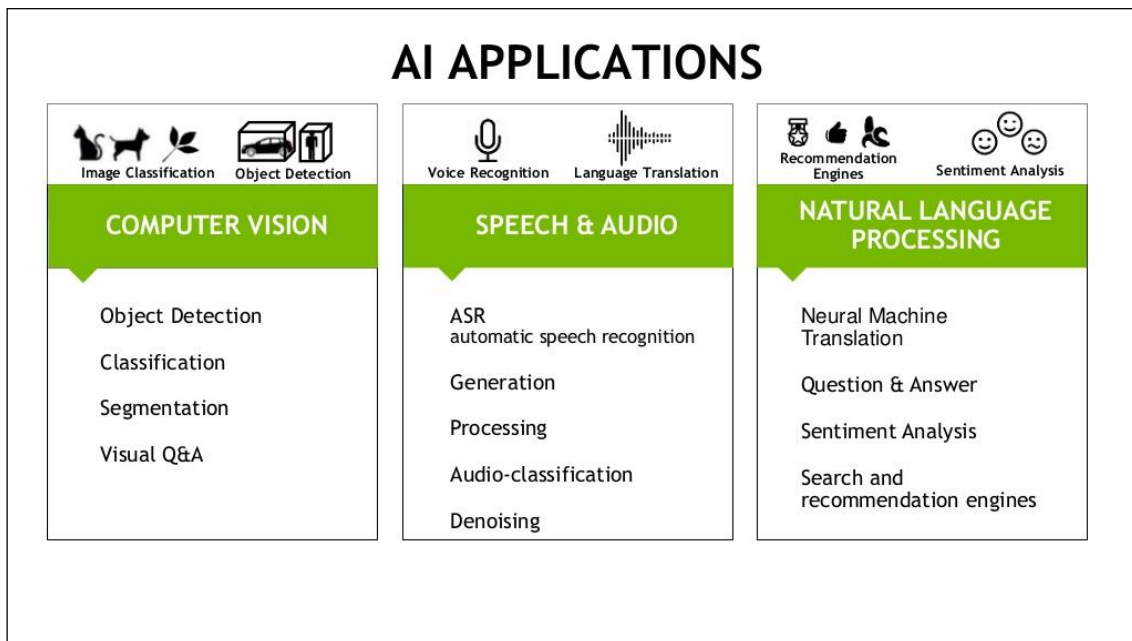 AI APPLICATIONS
Image Classification
Object Detection
COMPUTER VISION
Object Detection
Classification
Segmentation
Visual Q&A
Voice Recognition
Language Translation
SPEECH & AUDIO
ASR
automatic speech recognition
Generation
Processing
Audio-classification
Denoising
Recommendation
Engines
Sentiment Analysis
NATURAL LANGUAGE
PROCESSING
Neural Machine
Translation
Question & Answer
Sentiment Analysis
Search and
recommendation engines